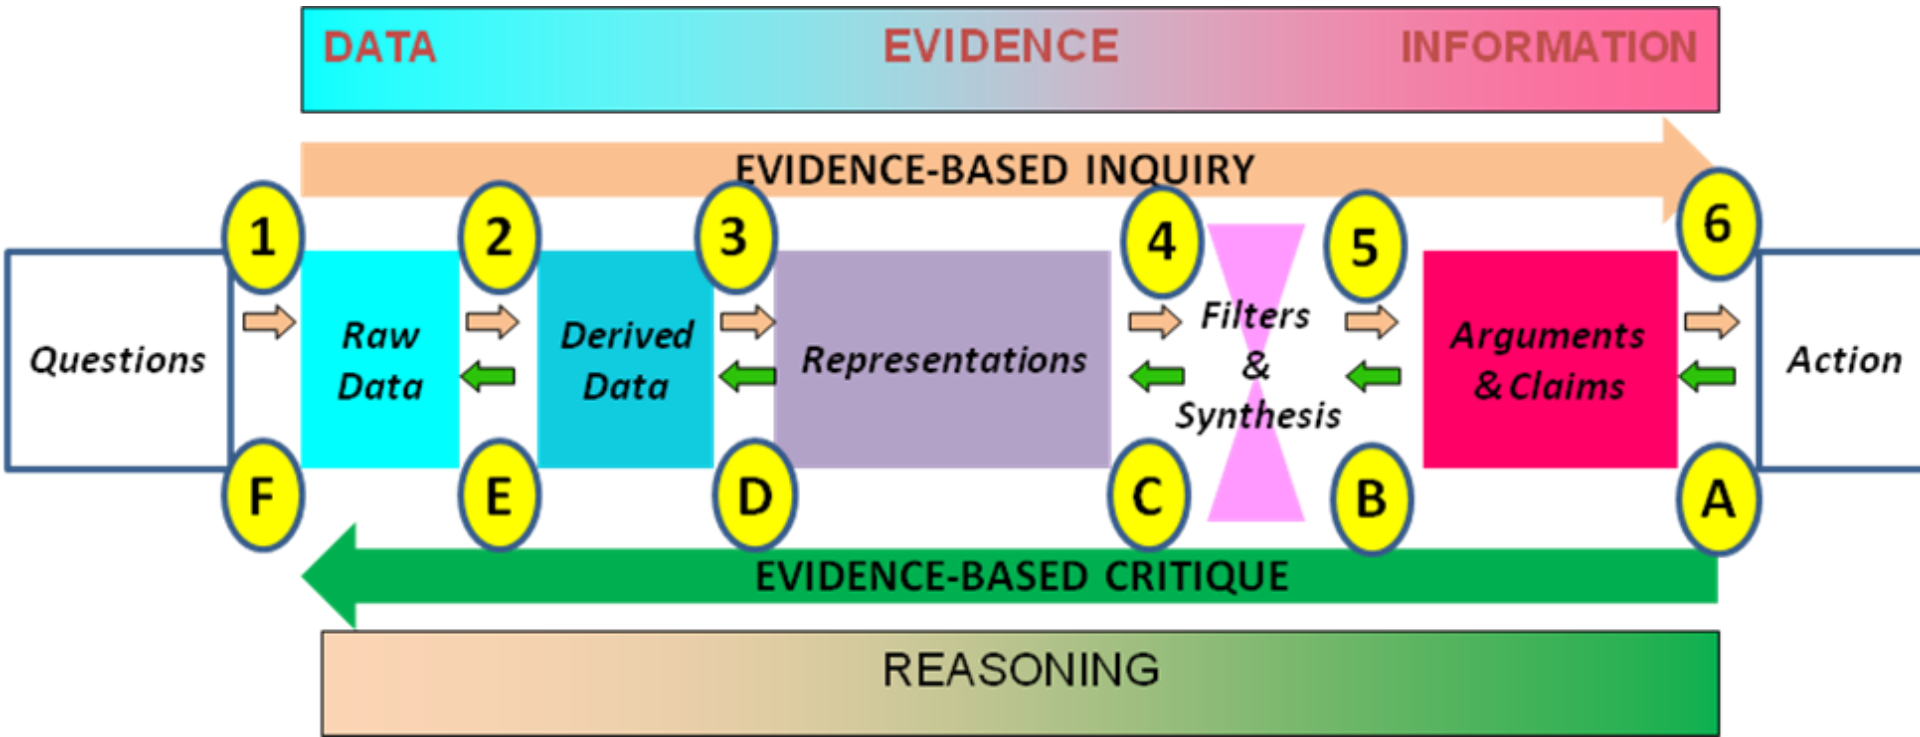 DATA EVIDENCE INFORMATION
EVIDENCE-BASED INQUIRY
1 2 3 4 5 6
Questions
Raw
Data
Derived
Data
Representations
Filters
&
Synthesis
Arguments
& Claims
Action
F E D C B A
EVIDENCE-BASED CRITIQUE
REASONING